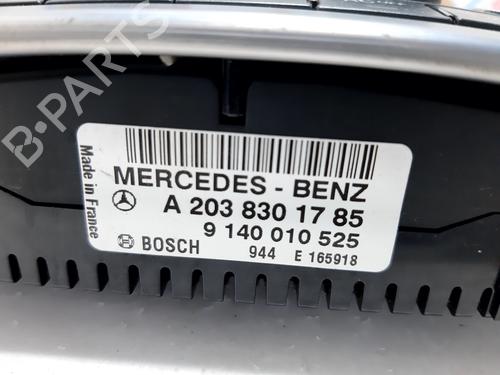 B-PARTS
Made in France
MERCEDES - BENZ
A 203 830 17 85
9 140 010 525
BOSCH 944 E 165918